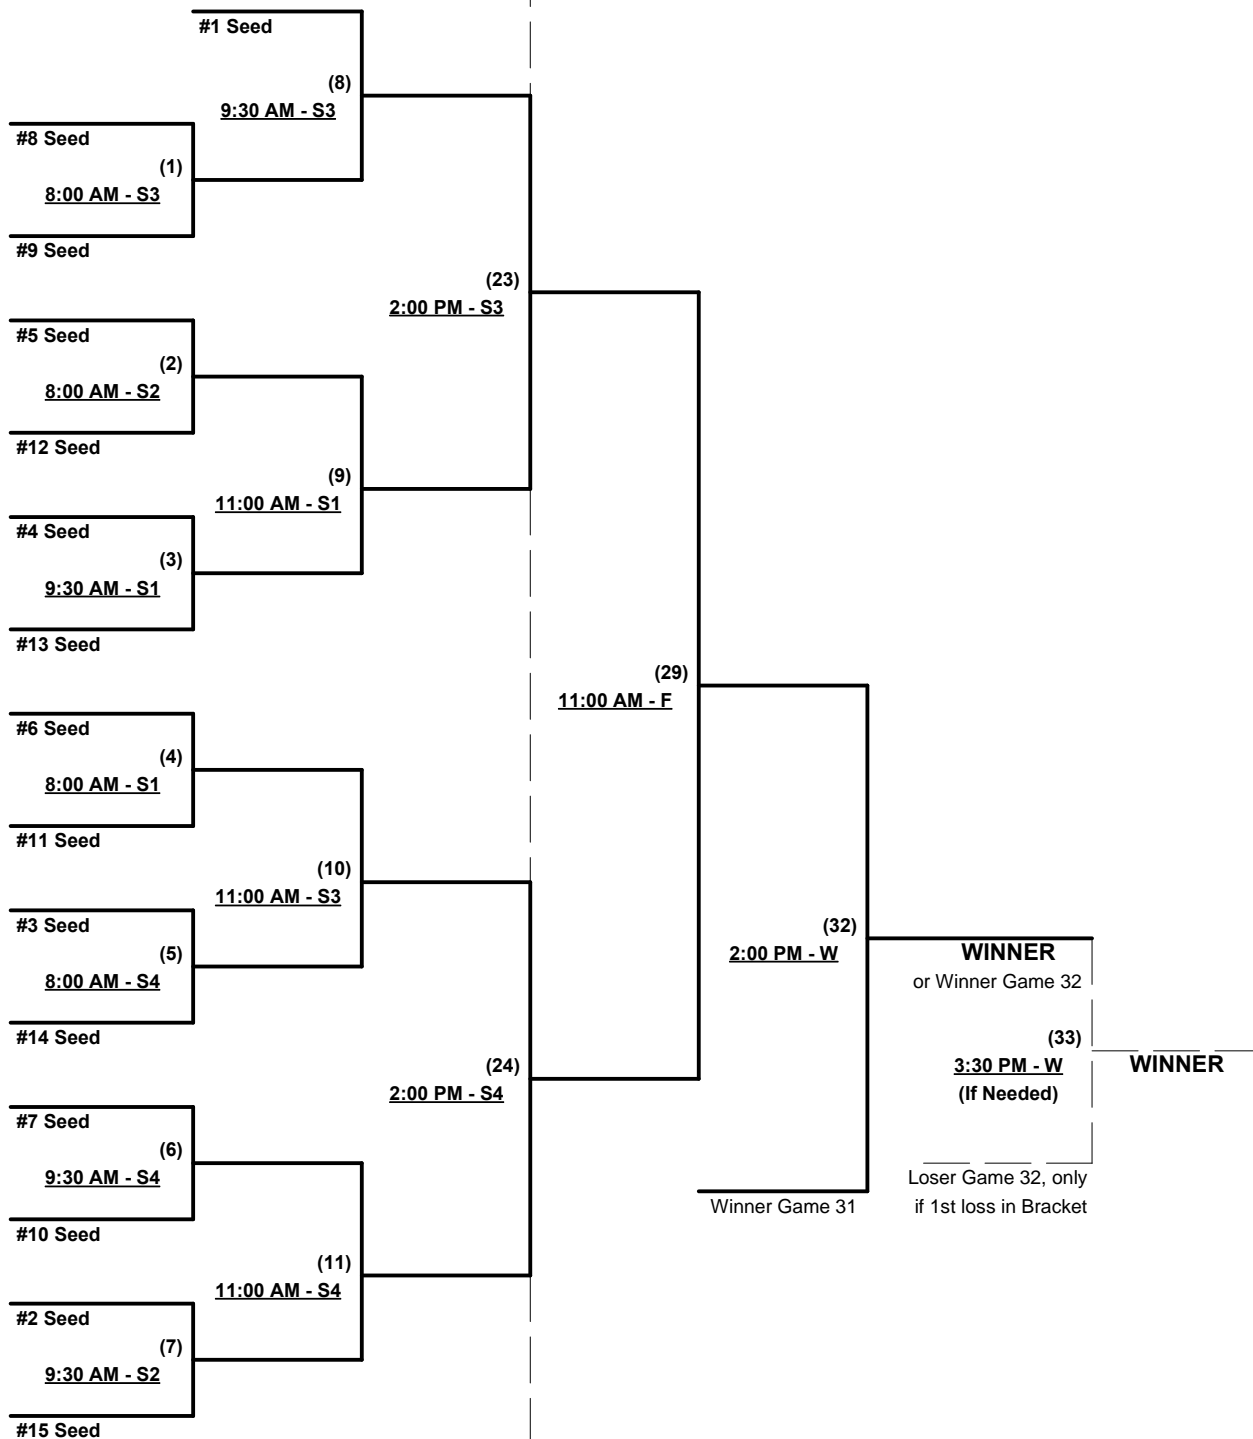 #1 Seed
(8)
9:30 AM - S3
#8 Seed
(1)
8:00 AM - S3
#9 Seed
(23)
2:00 PM - S3
#5 Seed
(2)
8:00 AM - S2
#12 Seed
(9)
11:00 AM - S1
#4 Seed
(3)
9:30 AM - S1
#13 Seed
(29)
11:00 AM - F
#6 Seed
(4)
8:00 AM - S1
#11 Seed
(10)
11:00 AM - S3
#3 Seed
(5)
8:00 AM - S4
#14 Seed
(32)
2:00 PM - W
WINNER
or Winner Game 32
(33)
3:30 PM - W
(If Needed)
WINNER
(24)
2:00 PM - S4
#7 Seed
(6)
9:30 AM - S4
#10 Seed
Loser Game 32, only
if 1st loss in Bracket
Winner Game 31
(11)
11:00 AM - S4
#2 Seed
(7)
9:30 AM - S2
#15 Seed